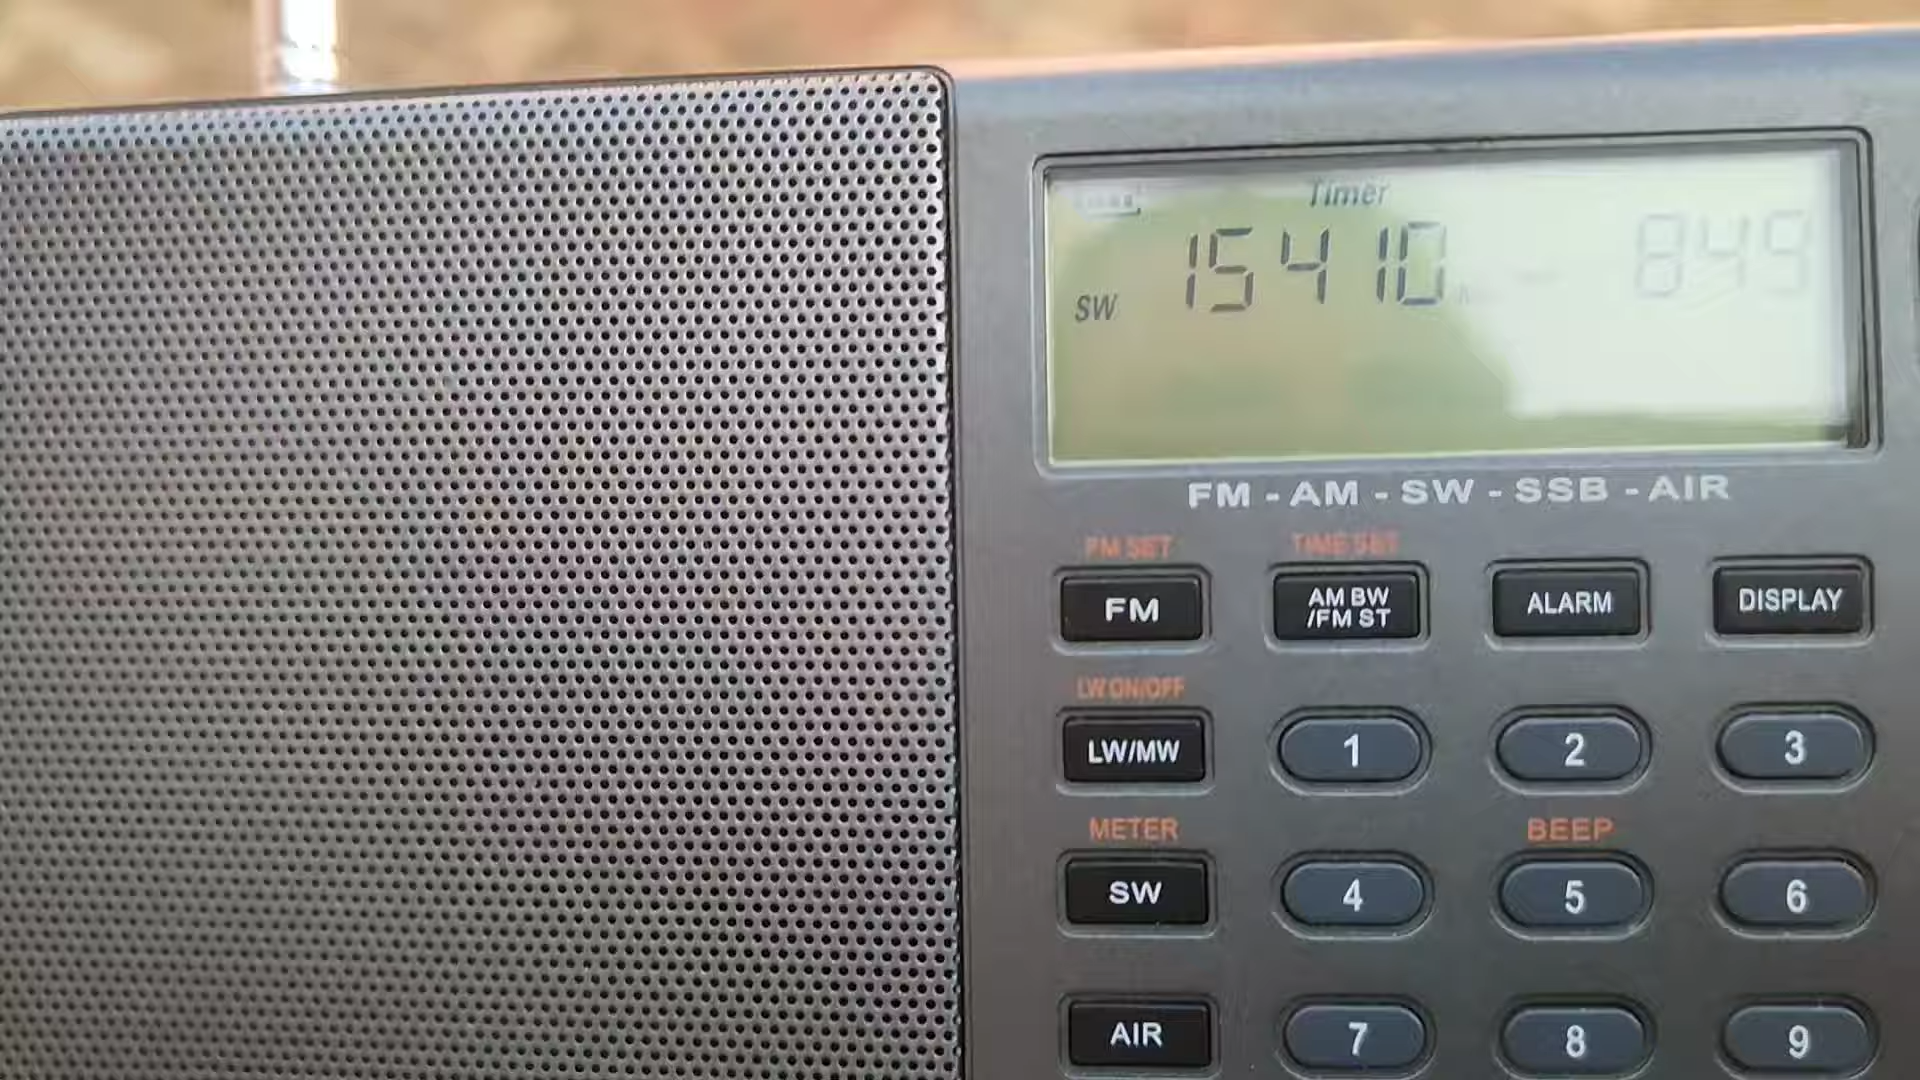 Timer
SW 15410 849
FM - AM - SW - SSB - AIR
FM SET TIME SET
FM AM BW /FM ST ALARM DISPLAY
LW ON/OFF
LW/MW 1 2 3
METER BEEP
SW 4 5 6
AIR 7 8 9